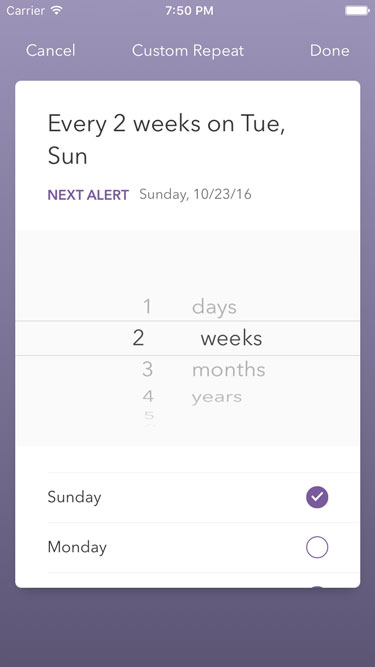 Carrier 7:50 PM
Cancel Custom Repeat Done
Every 2 weeks on Tue,
Sun
NEXT ALERT Sunday, 10/23/16
1 days
2 weeks
3 months
4 years
5
Sunday
Monday